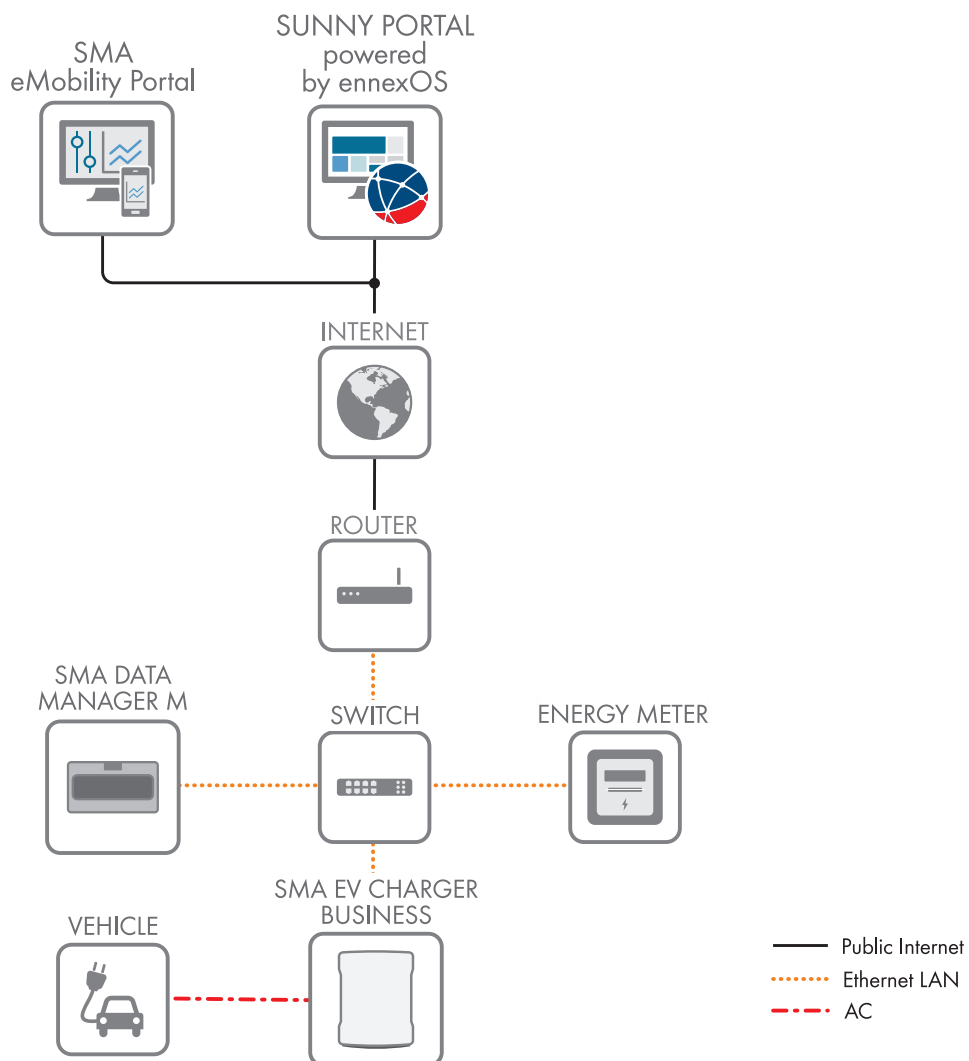 SMA
eMobility Portal
SUNNY PORTAL
powered
by ennexOS
INTERNET
ROUTER
SMA DATA
MANAGER M
SWITCH
ENERGY METER
SMA EV CHARGER
BUSINESS
VEHICLE
Public Internet
Ethernet LAN
AC